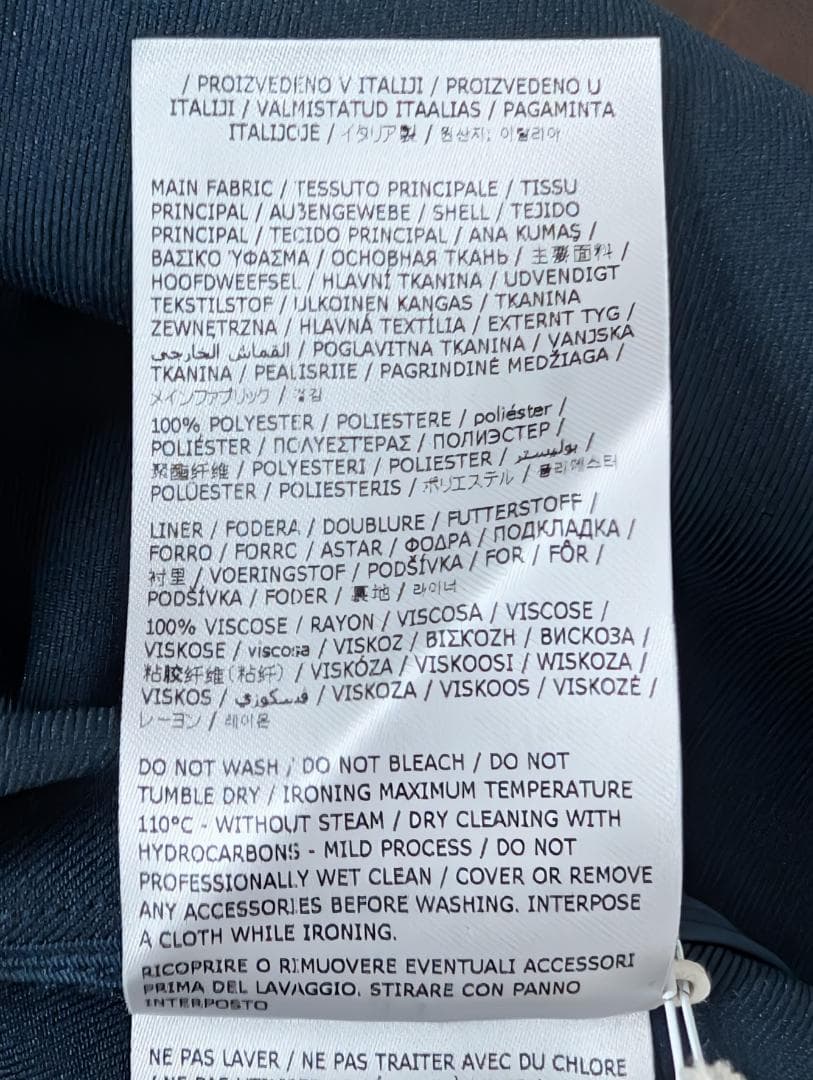 / PROIZVEDENO V ITALIJI / PROIZVEDENO U
ITALIJI / VALMISTATUD ITAALIAS / PAGAMINTA
ITALIJOJE / イタリア製 / 원산지: 이탈리아
MAIN FABRIC / TESSUTO PRINCIPALE / TISSU
PRINCIPAL / AUßENGEWEBE / SHELL / TEJIDO
PRINCIPAL / TECIDO PRINCIPAL / ANA KUMAŞ /
ΒΑΣΙΚΟ ΎΦΑΣΜΑ / ОСНОВНАЯ ТКАНЬ / 主要面料 /
HOOFDWEEFSEL / HLAVNÍ TKANINA / UDVENDIGT
TEKSTILSTOF / ULKOINEN KANGAS / TKANINA
ZEWNĘTRZNA / HLAVNÁ TEXTÍLIA / EXTERNT TYG /
القماش الخارجي / POGLAVITNA TKANINA / VANJSKA
TKANINA / PEALISRIIE / PAGRINDINĖ MEDŽIAGA /
メインファブリック / 겉감
100% POLYESTER / POLIESTERE / poliéster /
POLIÉSTER / ΠΟΛΥΕΣΤΕΡΑΣ / ПОЛИЭСТЕР /
聚酯纤维 / POLYESTERI / POLIESTER / بوليستر /
POLÜESTER / POLIESTERIS / ポリエステル / 폴리에스터
LINER / FODERA / DOUBLURE / FUTTERSTOFF /
FORRO / FORRO / ASTAR / ΦΟΔΡΑ / ПОДКЛАДКА /
衬里 / VOERINGSTOF / PODŠÍVKA / FOR / FÔR /
PODŠÍVKA / FODER / 裏地 / 라이너
100% VISCOSE / RAYON / VISCOSA / VISCOSE /
VISKOSE / viscosa / VISKOZ / ΒΙΣΚΟΖΗ / ВИСКОЗА /
粘胶纤维(粘纤) / VISKÓZA / VISKOOSI / WISKOZA /
VISKOS / فسكوزي / VISKOZA / VISKOOS / VISKOZĖ /
レーヨン / 레이온
DO NOT WASH / DO NOT BLEACH / DO NOT
TUMBLE DRY / IRONING MAXIMUM TEMPERATURE
110°C - WITHOUT STEAM / DRY CLEANING WITH
HYDROCARBONS - MILD PROCESS / DO NOT
PROFESSIONALLY WET CLEAN / COVER OR REMOVE
ANY ACCESSORIES BEFORE WASHING. INTERPOSE
A CLOTH WHILE IRONING.
RICOPRIRE O RIMUOVERE EVENTUALI ACCESSORI
PRIMA DEL LAVAGGIO. STIRARE CON PANNO
INTERPOSTO
NE PAS LAVER / NE PAS TRAITER AVEC DU CHLORE